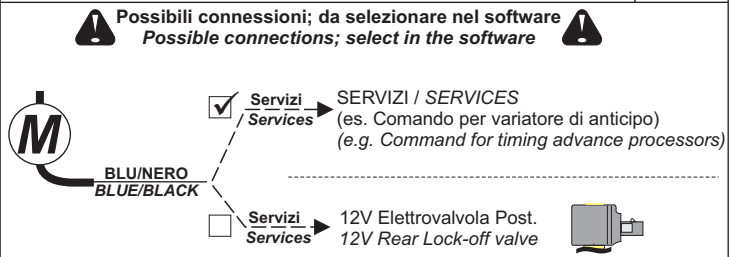 Possibili connessioni; da selezionare nel software
Possible connections; select in the software
M
BLU/NERO
BLUE/BLACK
Servizi
Services
SERVIZI / SERVICES
(es. Comando per variatore di anticipo)
(e.g. Command for timing advance processors)
Servizi
Services
12V Elettrovalvola Post.
12V Rear Lock-off valve